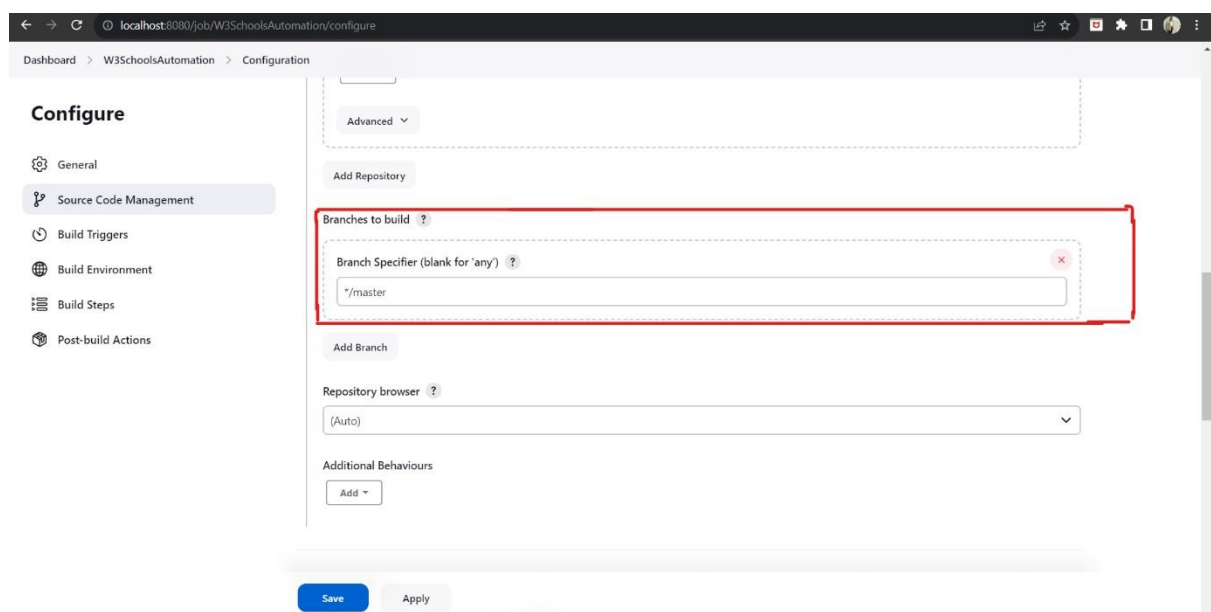 localhost:8080/job/W3SchoolsAutomation/configure
Dashboard > W3SchoolsAutomation > Configuration
Configure
General
Source Code Management
Build Triggers
Build Environment
Build Steps
Post-build Actions
Advanced
Add Repository
Branches to build ?
Branch Specifier (blank for 'any') ?
*/master
Add Branch
Repository browser ?
(Auto)
Additional Behaviours
Add
Save Apply